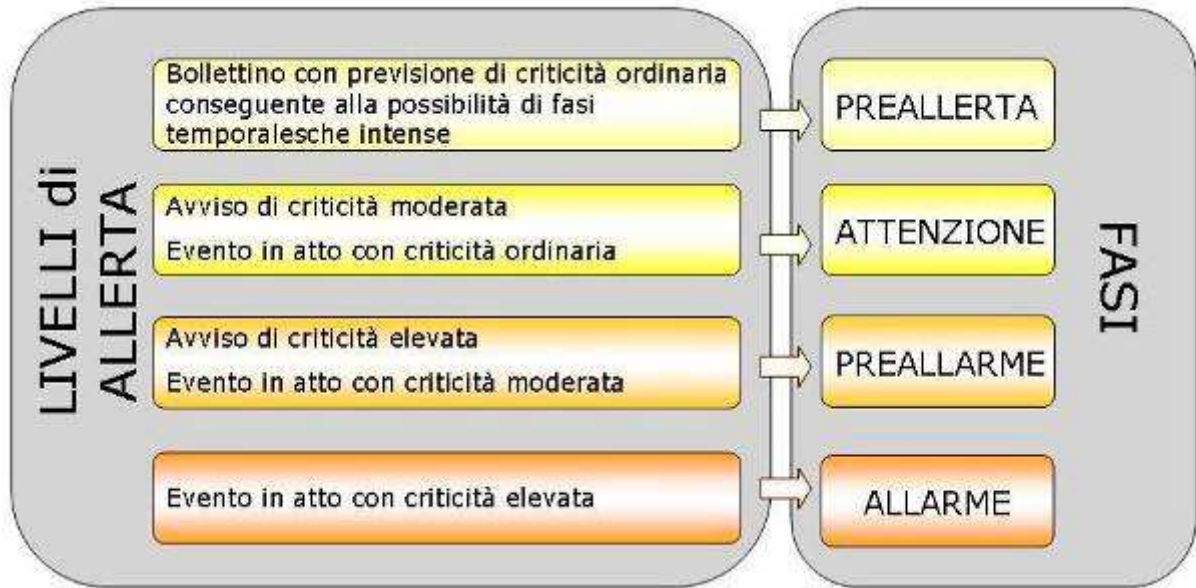 LIVELLI di
ALLERTA
Bollettino con previsione di criticità ordinaria
conseguente alla possibilità di fasi
temporalesche intense
PREALLERTA
Avviso di criticità moderata
Evento in atto con criticità ordinaria
ATTENZIONE
Avviso di criticità elevata
Evento in atto con criticità moderata
PREALLARME
Evento in atto con criticità elevata
ALLARME
FASI